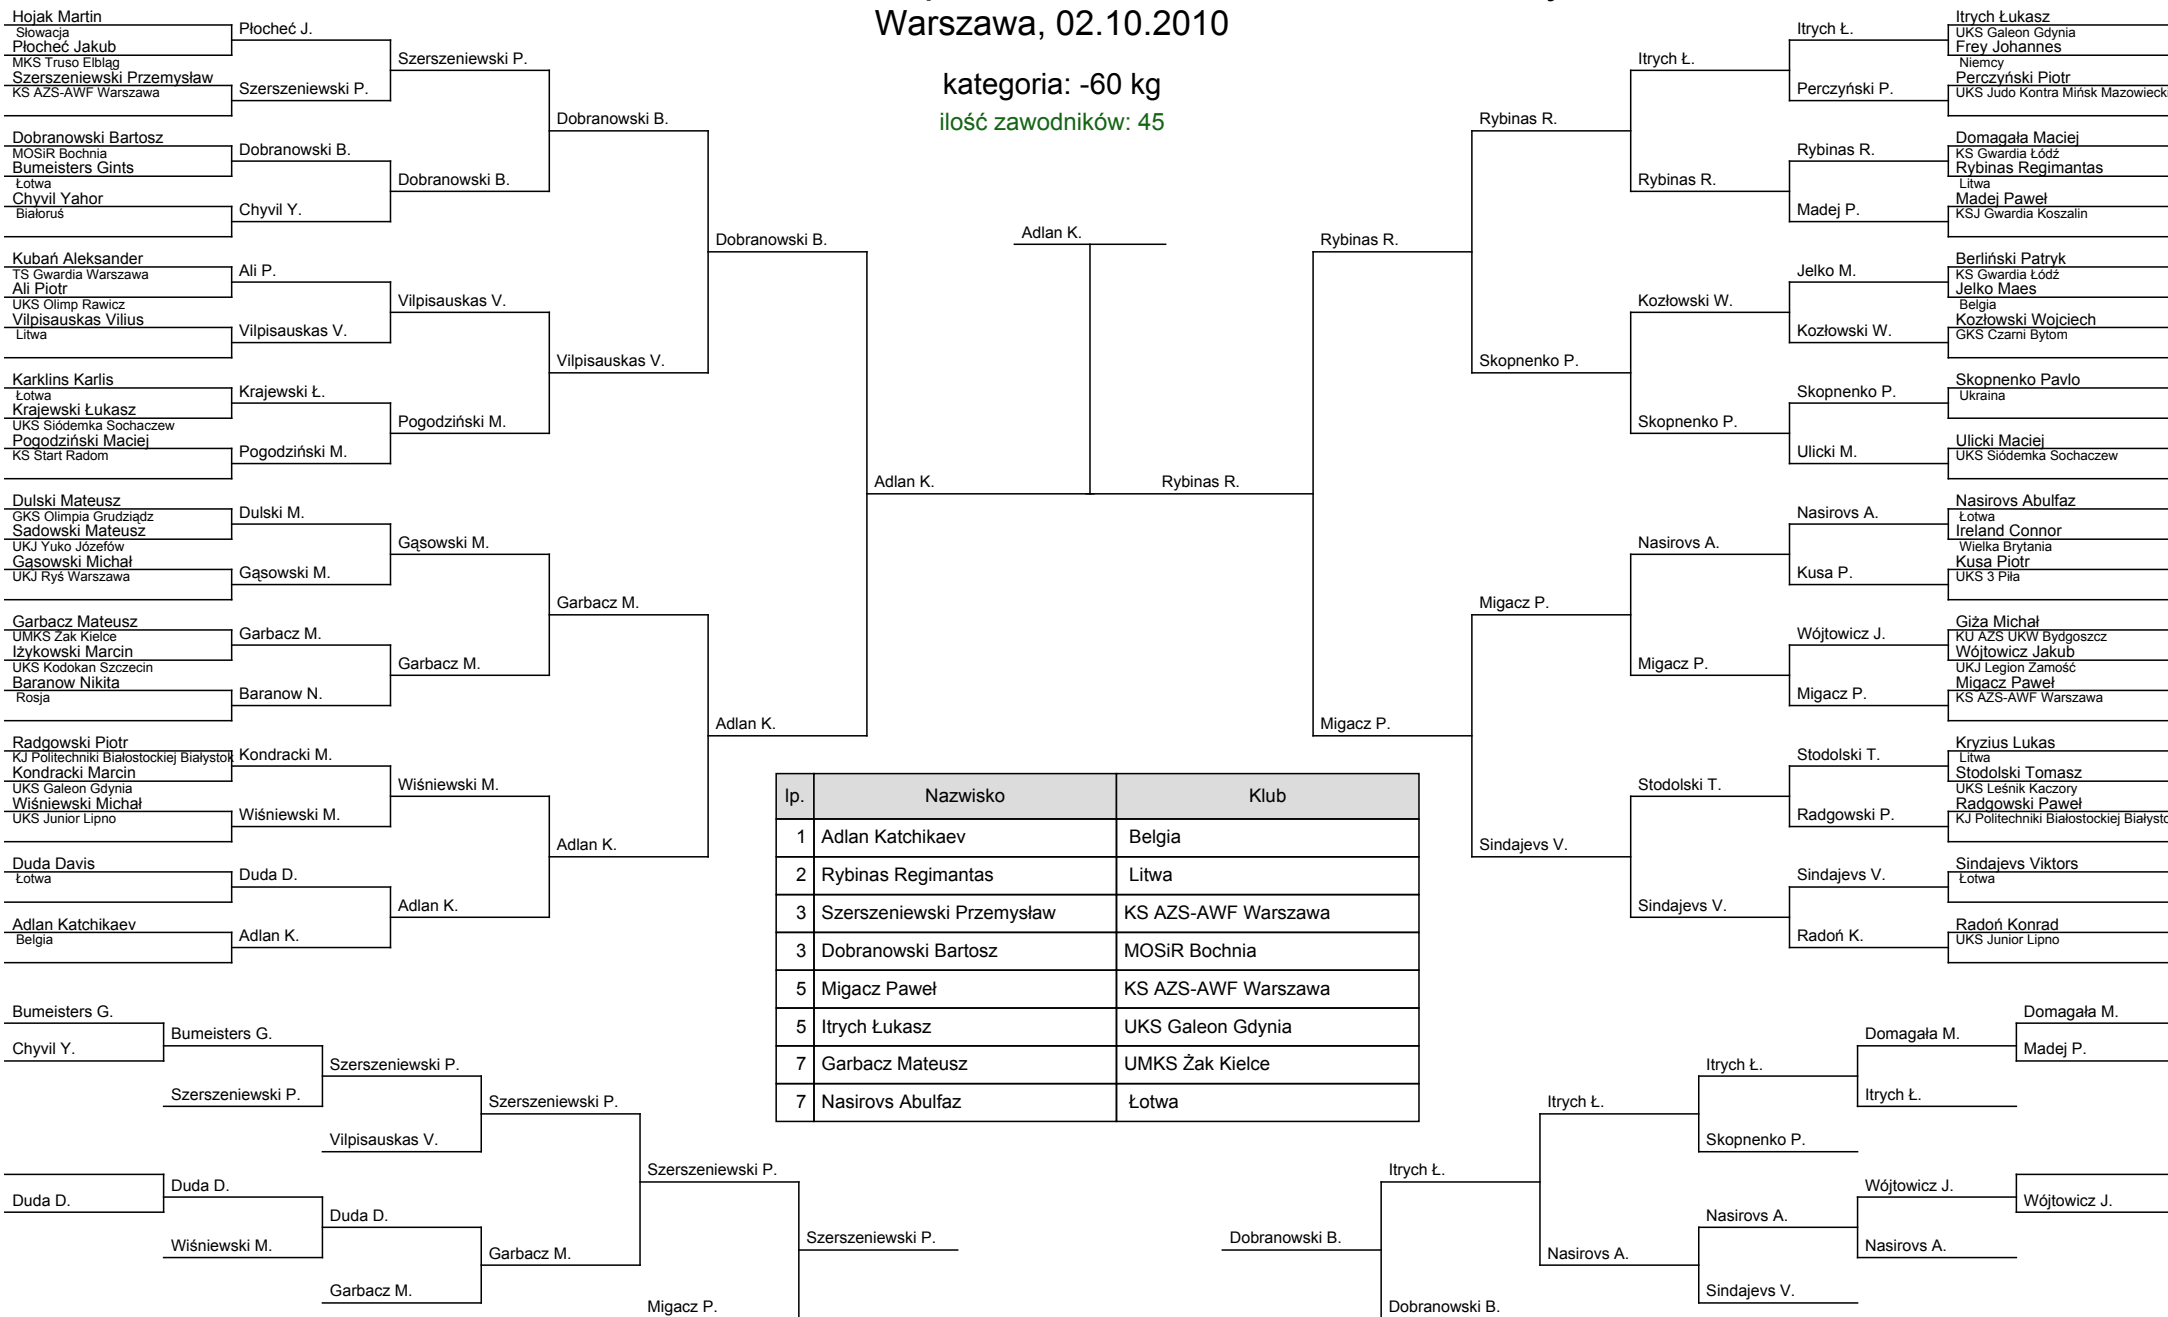 Warszawa, 02.10.2010
kategoria: -60 kg
ilość zawodników: 45
Hojak Martin
Słowacja
Płocheć Jakub
MKS Truso Elbląg
Szerszeniewski Przemysław
KS AZS-AWF Warszawa
Dobranowski Bartosz
MOSiR Bochnia
Bumeisters Gints
Łotwa
Chyvil Yahor
Białoruś
Kubań Aleksander
TS Gwardia Warszawa
Ali Piotr
UKS Olimp Rawicz
Vilpisauskas Vilius
Litwa
Karklins Karlis
Łotwa
Krajewski Łukasz
UKS Siódemka Sochaczew
Pogodziński Maciej
KS Start Radom
Dulski Mateusz
GKS Olimpia Grudziądz
Sadowski Mateusz
UKJ Yuko Józefów
Gąsowski Michał
UKJ Ryś Warszawa
Garbacz Mateusz
UMKS Żak Kielce
Iżykowski Marcin
UKS Kodokan Szczecin
Baranow Nikita
Rosja
Radgowski Piotr
KJ Politechniki Białostockiej Białystok
Kondracki Marcin
UKS Galeon Gdynia
Wiśniewski Michał
UKS Junior Lipno
Duda Davis
Łotwa
Adlan Katchikaev
Belgia
Płocheć J.
Szerszeniewski P.
Dobranowski B.
Chyvil Y.
Ali P.
Vilpisauskas V.
Krajewski Ł.
Pogodziński M.
Dulski M.
Gąsowski M.
Garbacz M.
Baranow N.
Kondracki M.
Wiśniewski M.
Duda D.
Adlan K.
Szerszeniewski P.
Dobranowski B.
Vilpisauskas V.
Pogodziński M.
Gąsowski M.
Garbacz M.
Wiśniewski M.
Adlan K.
Dobranowski B.
Vilpisauskas V.
Garbacz M.
Adlan K.
Dobranowski B.
Adlan K.
Adlan K.
Adlan K.
Rybinas R.
Rybinas R.
Migacz P.
Rybinas R.
Skopnenko P.
Migacz P.
Sindajevs V.
Itrych Ł.
Rybinas R.
Kozłowski W.
Skopnenko P.
Nasirovs A.
Migacz P.
Stodolski T.
Sindajevs V.
Itrych Ł.
Perczyński P.
Rybinas R.
Madej P.
Jelko M.
Kozłowski W.
Skopnenko P.
Ulicki M.
Nasirovs A.
Kusa P.
Wójtowicz J.
Migacz P.
Stodolski T.
Radgowski P.
Sindajevs V.
Radoń K.
Itrych Łukasz
UKS Galeon Gdynia
Frey Johannes
Niemcy
Perczyński Piotr
UKS Judo Kontra Mińsk Mazowiecki
Domagała Maciej
KS Gwardia Łódź
Rybinas Regimantas
Litwa
Madej Paweł
KSJ Gwardia Koszalin
Berliński Patryk
KS Gwardia Łódź
Jelko Maes
Belgia
Kozłowski Wojciech
GKS Czarni Bytom
Skopnenko Pavlo
Ukraina
Ulicki Maciej
UKS Siódemka Sochaczew
Nasirovs Abulfaz
Łotwa
Ireland Connor
Wielka Brytania
Kusa Piotr
UKS 3 Piła
Giża Michał
KU AZS UKW Bydgoszcz
Wójtowicz Jakub
UKJ Legion Zamość
Migacz Paweł
KS AZS-AWF Warszawa
Kryzius Lukas
Litwa
Stodolski Tomasz
UKS Leśnik Kaczory
Radgowski Paweł
KJ Politechniki Białostockiej Białysto
Sindajevs Viktors
Łotwa
Radoń Konrad
UKS Junior Lipno
lp. Nazwisko Klub
1 Adlan Katchikaev Belgia
2 Rybinas Regimantas Litwa
3 Szerszeniewski Przemysław KS AZS-AWF Warszawa
3 Dobranowski Bartosz MOSiR Bochnia
5 Migacz Paweł KS AZS-AWF Warszawa
5 Itrych Łukasz UKS Galeon Gdynia
7 Garbacz Mateusz UMKS Żak Kielce
7 Nasirovs Abulfaz Łotwa
Bumeisters G.
Chyvil Y.
Duda D.
Bumeisters G.
Szerszeniewski P.
Duda D.
Wiśniewski M.
Szerszeniewski P.
Vilpisauskas V.
Duda D.
Garbacz M.
Szerszeniewski P.
Garbacz M.
Szerszeniewski P.
Migacz P.
Szerszeniewski P.
Dobranowski B.
Itrych Ł.
Dobranowski B.
Itrych Ł.
Nasirovs A.
Itrych Ł.
Skopnenko P.
Nasirovs A.
Sindajevs V.
Domagała M.
Itrych Ł.
Wójtowicz J.
Nasirovs A.
Domagała M.
Madej P.
Wójtowicz J.